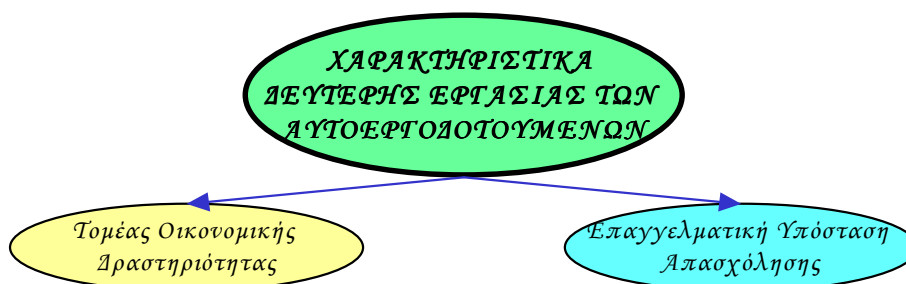 ΧΑΡΑΚΤΗΡΙΣΤΙΚΑ
ΔΕΥΤΕΡΗΣ ΕΡΓΑΣΙΑΣ ΤΩΝ
ΑΥΤΟΕΡΓΟΔΟΤΟΥΜΕΝΩΝ
Τομέας Οικονομικής
Δραστηριότητας
Επαγγελματική Υπόσταση
Απασχόλησης